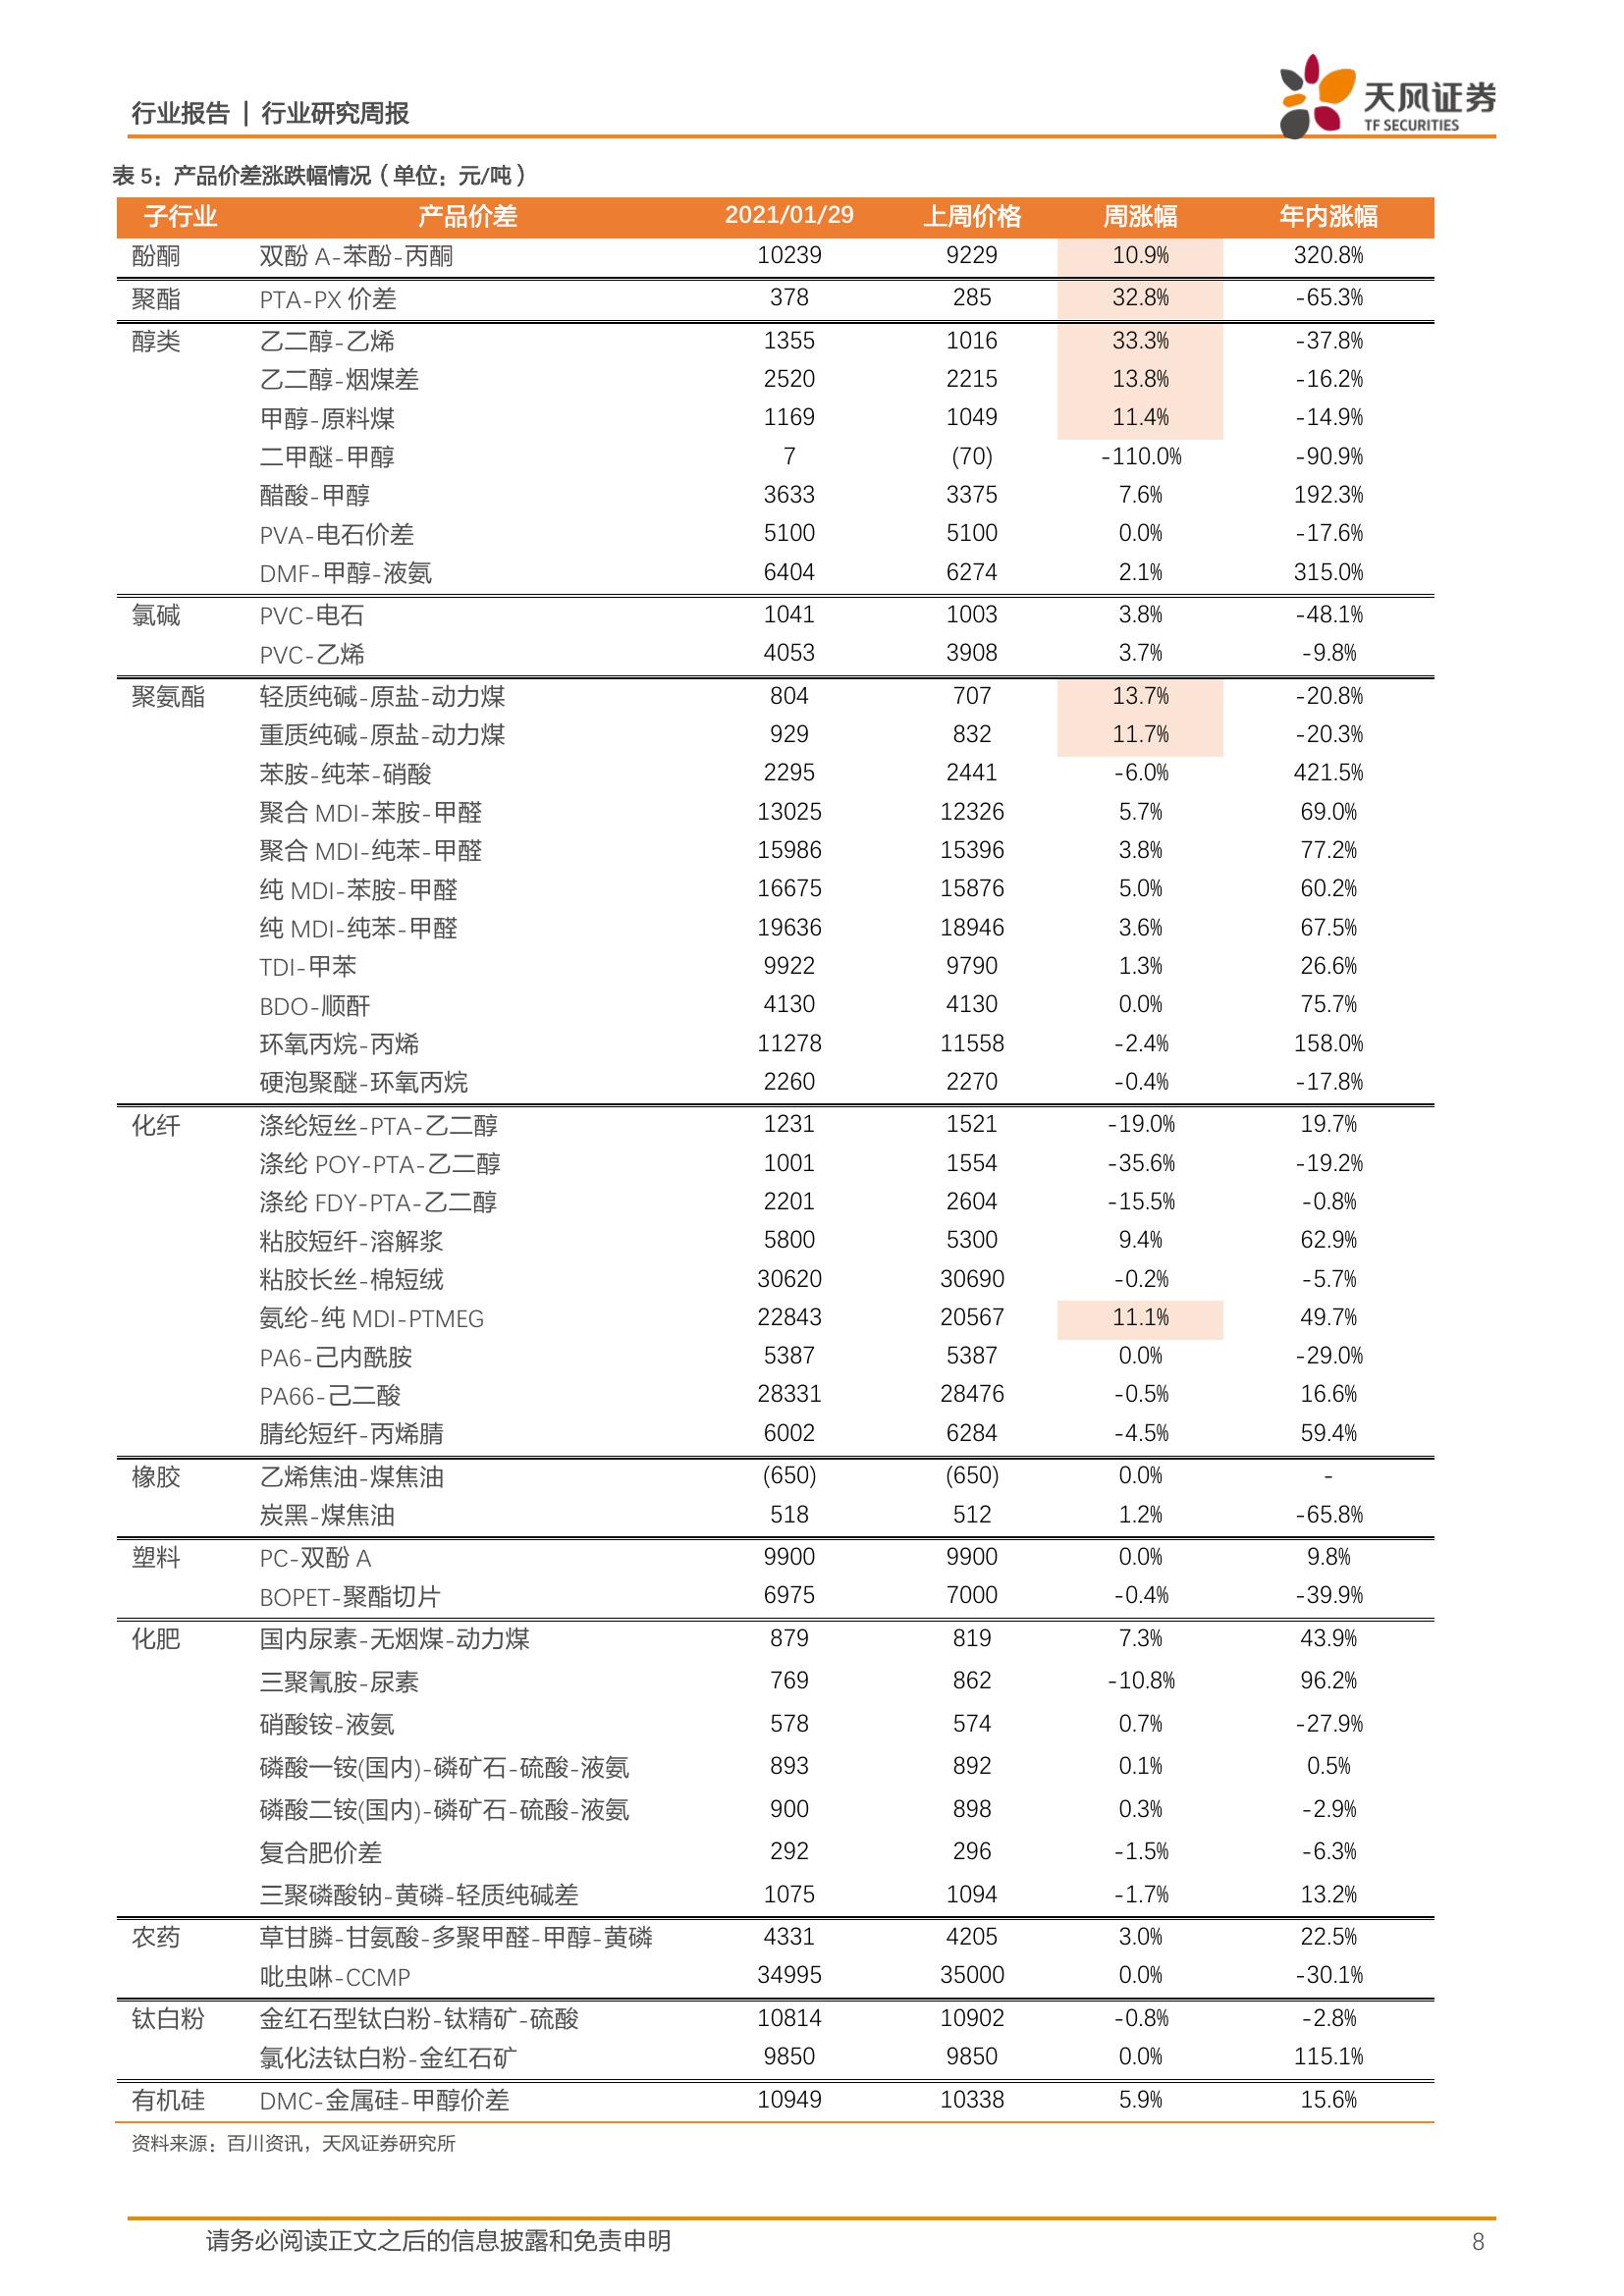 行业报告 | 行业研究周报
天风证券
TF SECURITIES
表 5：产品价差涨跌幅情况（单位：元/吨）
子行业 产品价差 2021/01/29 上周价格 周涨幅 年内涨幅
酚酮 双酚 A-苯酚-丙酮 10239 9229 10.9% 320.8%
聚酯 PTA-PX 价差 378 285 32.8% -65.3%
醇类 乙二醇-乙烯 1355 1016 33.3% -37.8%
乙二醇-烟煤差 2520 2215 13.8% -16.2%
甲醇-原料煤 1169 1049 11.4% -14.9%
二甲醚-甲醇 7 (70) -110.0% -90.9%
醋酸-甲醇 3633 3375 7.6% 192.3%
PVA-电石价差 5100 5100 0.0% -17.6%
DMF-甲醇-液氨 6404 6274 2.1% 315.0%
氯碱 PVC-电石 1041 1003 3.8% -48.1%
PVC-乙烯 4053 3908 3.7% -9.8%
聚氨酯 轻质纯碱-原盐-动力煤 804 707 13.7% -20.8%
重质纯碱-原盐-动力煤 929 832 11.7% -20.3%
苯胺-纯苯-硝酸 2295 2441 -6.0% 421.5%
聚合 MDI-苯胺-甲醛 13025 12326 5.7% 69.0%
聚合 MDI-纯苯-甲醛 15986 15396 3.8% 77.2%
纯 MDI-苯胺-甲醛 16675 15876 5.0% 60.2%
纯 MDI-纯苯-甲醛 19636 18946 3.6% 67.5%
TDI-甲苯 9922 9790 1.3% 26.6%
BDO-顺酐 4130 4130 0.0% 75.7%
环氧丙烷-丙烯 11278 11558 -2.4% 158.0%
硬泡聚醚-环氧丙烷 2260 2270 -0.4% -17.8%
化纤 涤纶短丝-PTA-乙二醇 1231 1521 -19.0% 19.7%
涤纶 POY-PTA-乙二醇 1001 1554 -35.6% -19.2%
涤纶 FDY-PTA-乙二醇 2201 2604 -15.5% -0.8%
粘胶短纤-溶解浆 5800 5300 9.4% 62.9%
粘胶长丝-棉短绒 30620 30690 -0.2% -5.7%
氨纶-纯 MDI-PTMEG 22843 20567 11.1% 49.7%
PA6-己内酰胺 5387 5387 0.0% -29.0%
PA66-己二酸 28331 28476 -0.5% 16.6%
腈纶短纤-丙烯腈 6002 6284 -4.5% 59.4%
橡胶 乙烯焦油-煤焦油 (650) (650) 0.0% -
炭黑-煤焦油 518 512 1.2% -65.8%
塑料 PC-双酚 A 9900 9900 0.0% 9.8%
BOPET-聚酯切片 6975 7000 -0.4% -39.9%
化肥 国内尿素-无烟煤-动力煤 879 819 7.3% 43.9%
三聚氰胺-尿素 769 862 -10.8% 96.2%
硝酸铵-液氨 578 574 0.7% -27.9%
磷酸一铵(国内)-磷矿石-硫酸-液氨 893 892 0.1% 0.5%
磷酸二铵(国内)-磷矿石-硫酸-液氨 900 898 0.3% -2.9%
复合肥价差 292 296 -1.5% -6.3%
三聚磷酸钠-黄磷-轻质纯碱差 1075 1094 -1.7% 13.2%
农药 草甘膦-甘氨酸-多聚甲醛-甲醇-黄磷 4331 4205 3.0% 22.5%
吡虫啉-CCMP 34995 35000 0.0% -30.1%
钛白粉 金红石型钛白粉-钛精矿-硫酸 10814 10902 -0.8% -2.8%
氯化法钛白粉-金红石矿 9850 9850 0.0% 115.1%
有机硅 DMC-金属硅-甲醇价差 10949 10338 5.9% 15.6%
资料来源：百川资讯，天风证券研究所
请务必阅读正文之后的信息披露和免责申明 8